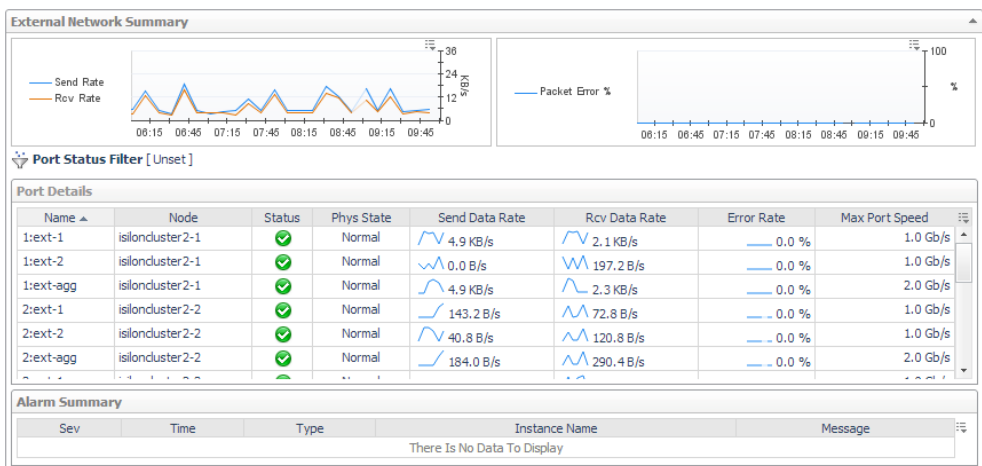 External Network Summary
Send Rate
Rcv Rate
36
24
12
0
KB/s
06:15 06:45 07:15 07:45 08:15 08:45 09:15 09:45
Packet Error %
100
0
%
06:15 06:45 07:15 07:45 08:15 08:45 09:15 09:45
Port Status Filter [ Unset ]
Port Details
Name Node Status Phys State Send Data Rate Rcv Data Rate Error Rate Max Port Speed
1:ext-1 isiloncluster2-1 Normal 4.9 KB/s 2.1 KB/s 0.0 % 1.0 Gb/s
1:ext-2 isiloncluster2-1 Normal 0.0 B/s 197.2 B/s 0.0 % 1.0 Gb/s
1:ext-agg isiloncluster2-1 Normal 4.9 KB/s 2.3 KB/s 0.0 % 2.0 Gb/s
2:ext-1 isiloncluster2-2 Normal 143.2 B/s 72.8 B/s 0.0 % 1.0 Gb/s
2:ext-2 isiloncluster2-2 Normal 40.8 B/s 120.8 B/s 0.0 % 1.0 Gb/s
2:ext-agg isiloncluster2-2 Normal 184.0 B/s 290.4 B/s 0.0 % 2.0 Gb/s
Alarm Summary
Sev Time Type Instance Name Message
There Is No Data To Display